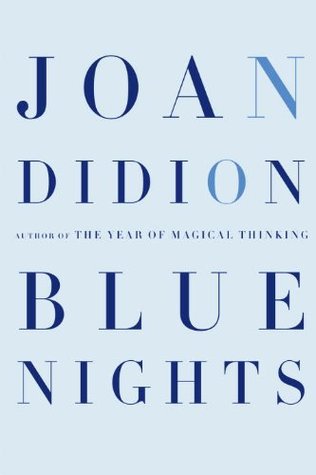 JOAN
DIDION
AUTHOR OF THE YEAR OF MAGICAL THINKING
BLUE
NIGHTS